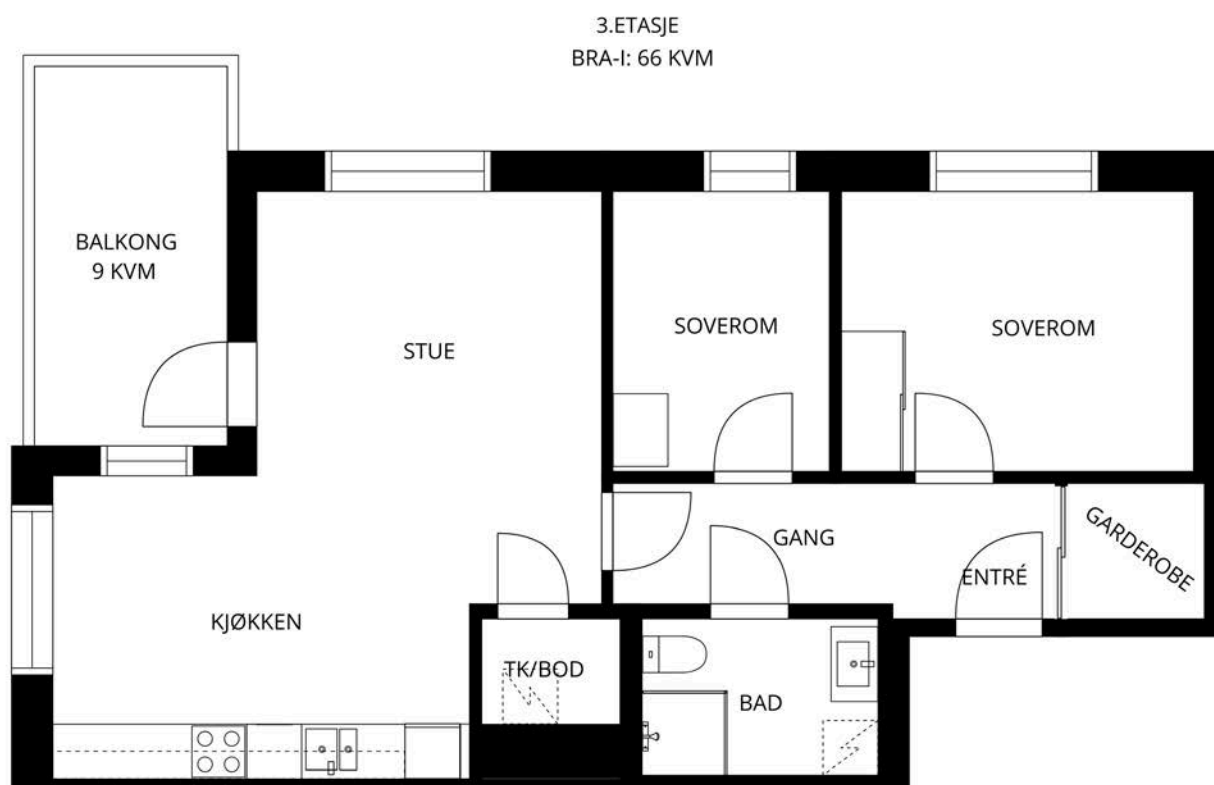 3.ETASJE
BRA-I: 66 KVM
BALKONG
9 KVM
STUE
SOVEROM
SOVEROM
GANG
GARDEROBE
ENTRÉ
KJØKKEN
TK/BOD
BAD